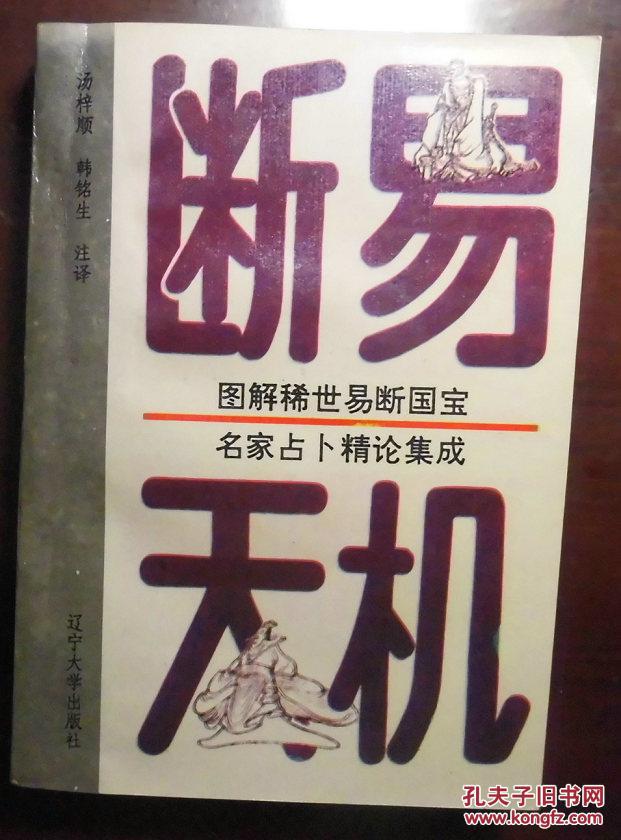 断易
图解稀世易断国宝
名家占卜精论集成
天机
汤梓顺 韩铭生 注译
辽宁大学出版社
孔夫子旧书网
www.kongfz.com